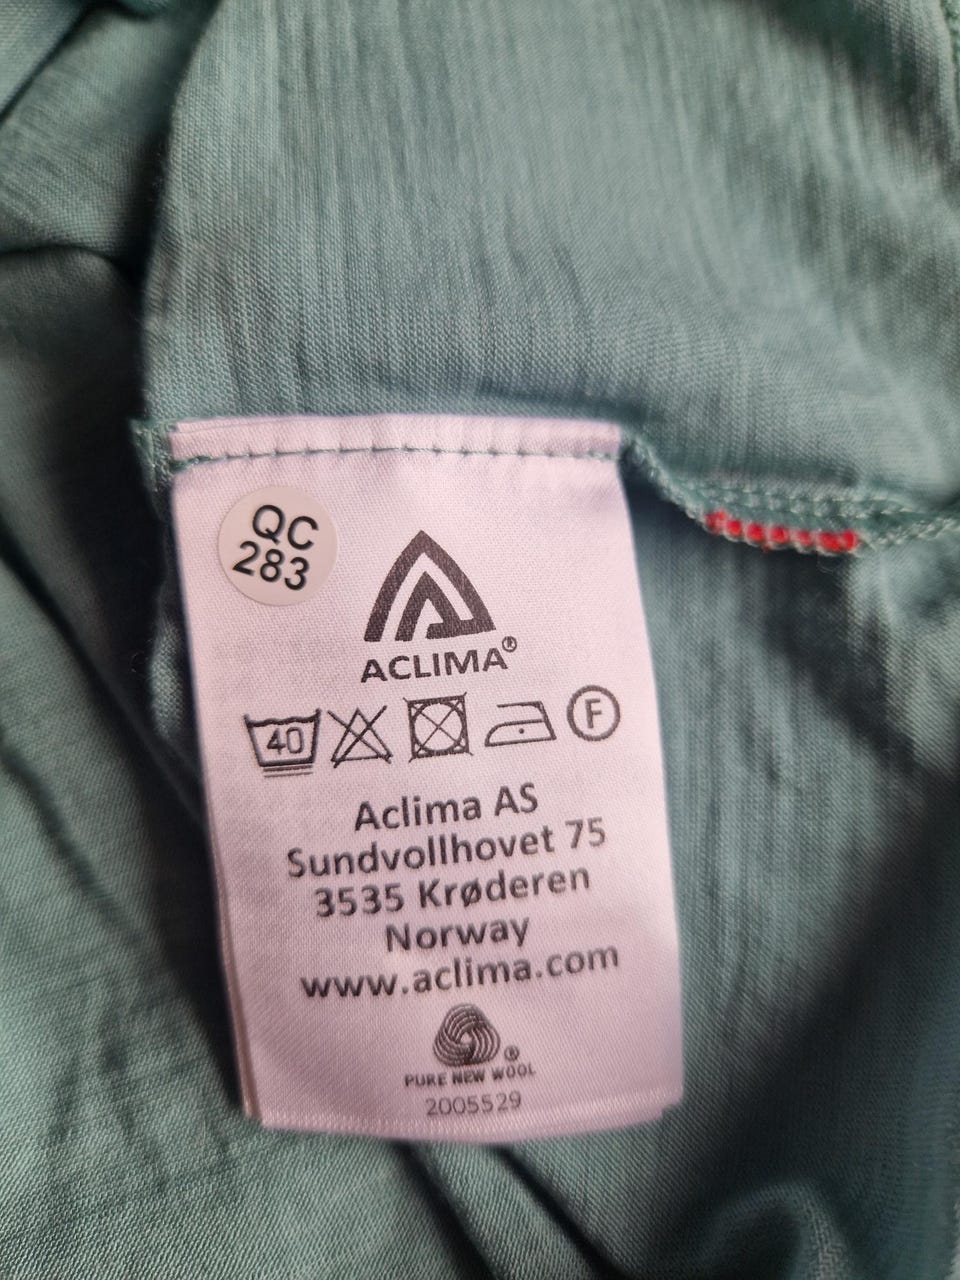 QC
283
ACLIMA®
40
F
Aclima AS
Sundvollhovet 75
3535 Krøderen
Norway
www.aclima.com
®
PURE NEW WOOL
2005529